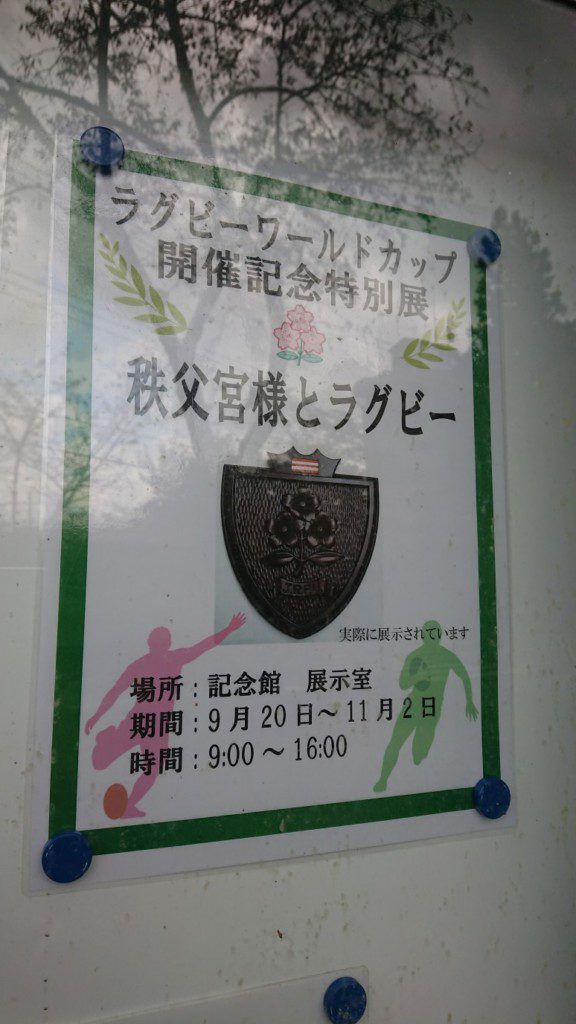 ラグビーワールドカップ
開催記念特別展
秩父宮様とラグビー
実際に展示されています
場所：記念館　展示室
期間：9月20日～11月2日
時間：9:00～16:00